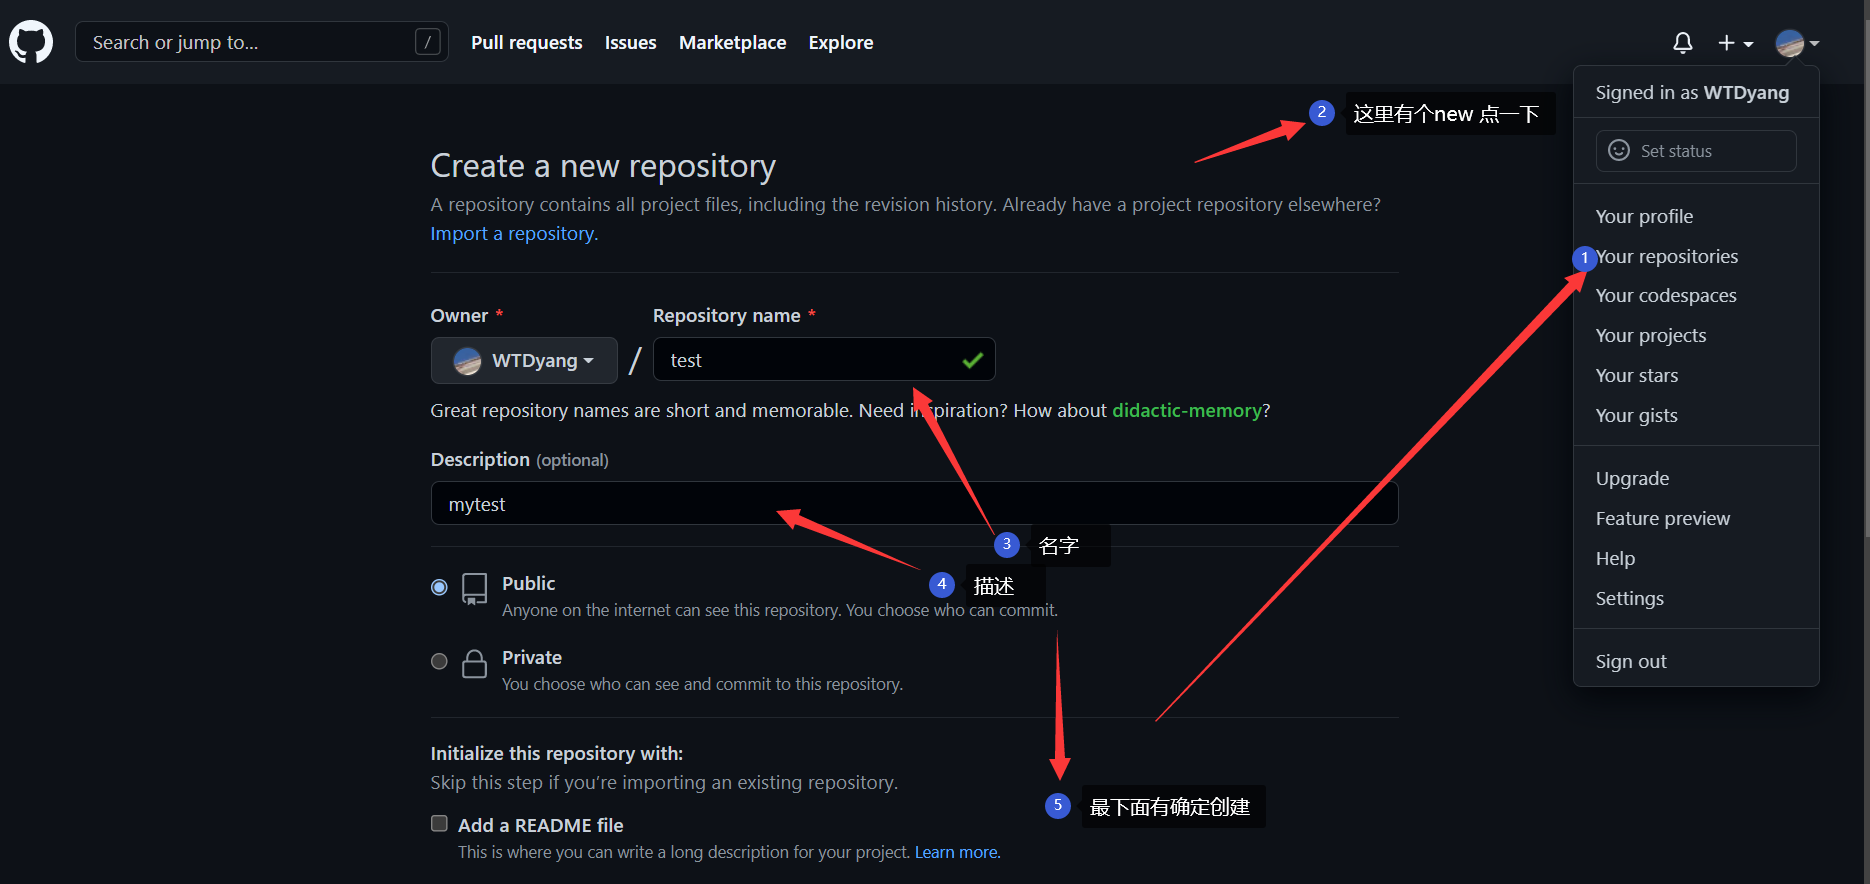 Search or jump to... /
Pull requests
Issues
Marketplace
Explore
Signed in as WTDyang
Set status
Your profile
1 Your repositories
Your codespaces
Your projects
Your stars
Your gists
Upgrade
Feature preview
Help
Settings
Sign out
2 这里有个new 点一下
Create a new repository
A repository contains all project files, including the revision history. Already have a project repository elsewhere?
Import a repository.
Owner *
Repository name *
WTDyang / test
Great repository names are short and memorable. Need inspiration? How about didactic-memory?
Description (optional)
mytest
3 名字
4 描述
Public
Anyone on the internet can see this repository. You choose who can commit.
Private
You choose who can see and commit to this repository.
Initialize this repository with:
Skip this step if you’re importing an existing repository.
5 最下面有确定创建
Add a README file
This is where you can write a long description for your project. Learn more.